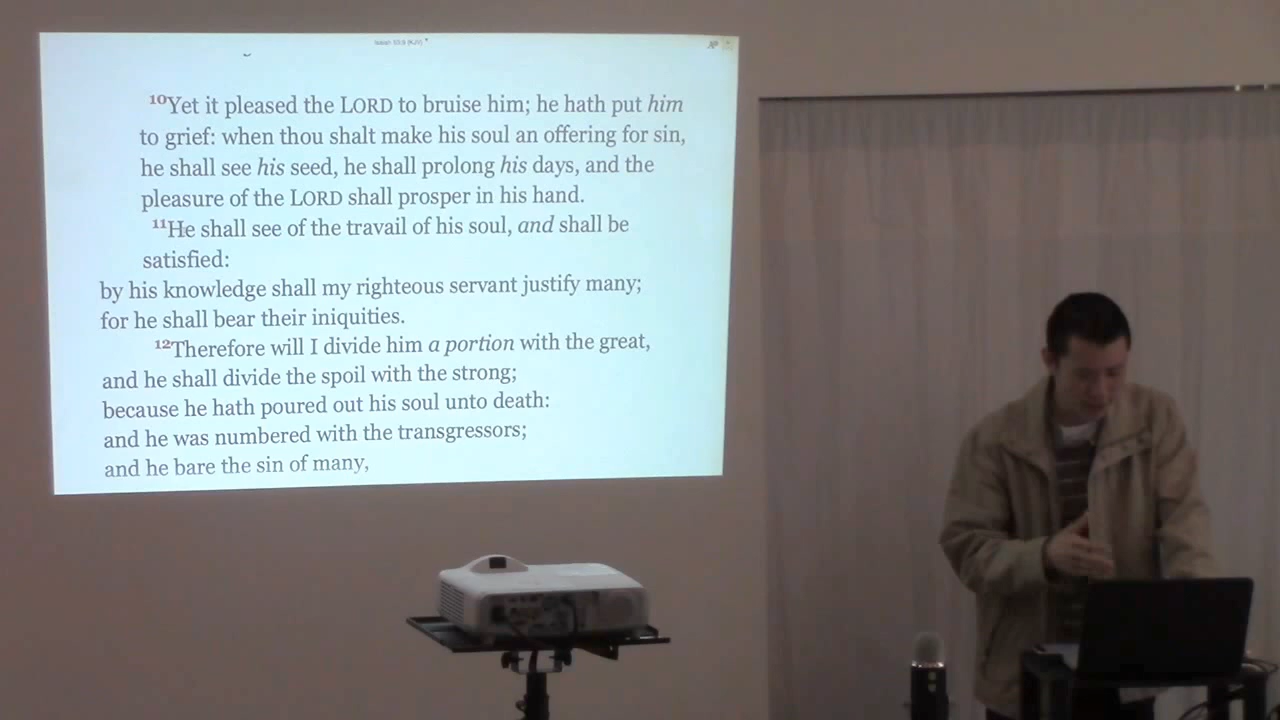 Isaiah 53:9 (KJV)
10Yet it pleased the LORD to bruise him; he hath put him
to grief: when thou shalt make his soul an offering for sin,
he shall see his seed, he shall prolong his days, and the
pleasure of the LORD shall prosper in his hand.
11He shall see of the travail of his soul, and shall be
satisfied:
by his knowledge shall my righteous servant justify many;
for he shall bear their iniquities.
12Therefore will I divide him a portion with the great,
and he shall divide the spoil with the strong;
because he hath poured out his soul unto death:
and he was numbered with the transgressors;
and he bare the sin of many,